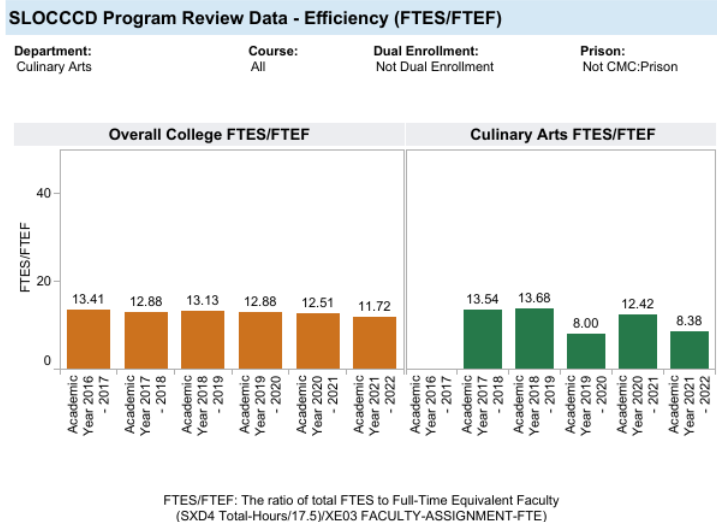 SLOCCCD Program Review Data - Efficiency (FTES/FTEF)
Department: Course: Dual Enrollment: Prison:
Culinary Arts All Not Dual Enrollment Not CMC:Prison
Overall College FTES/FTEF Culinary Arts FTES/FTEF
FTES/FTEF
40
20
0
13.41 12.88 13.13 12.88 12.51 11.72
13.54 13.68 8.00 12.42 8.38
Academic
Year 2016
- 2017
Academic
Year 2017
- 2018
Academic
Year 2018
- 2019
Academic
Year 2019
- 2020
Academic
Year 2020
- 2021
Academic
Year 2021
- 2022
Academic
Year 2016
- 2017
Academic
Year 2017
- 2018
Academic
Year 2018
- 2019
Academic
Year 2019
- 2020
Academic
Year 2020
- 2021
Academic
Year 2021
- 2022
FTES/FTEF: The ratio of total FTES to Full-Time Equivalent Faculty
(SXD4 Total-Hours/17.5)/XE03 FACULTY-ASSIGNMENT-FTE)